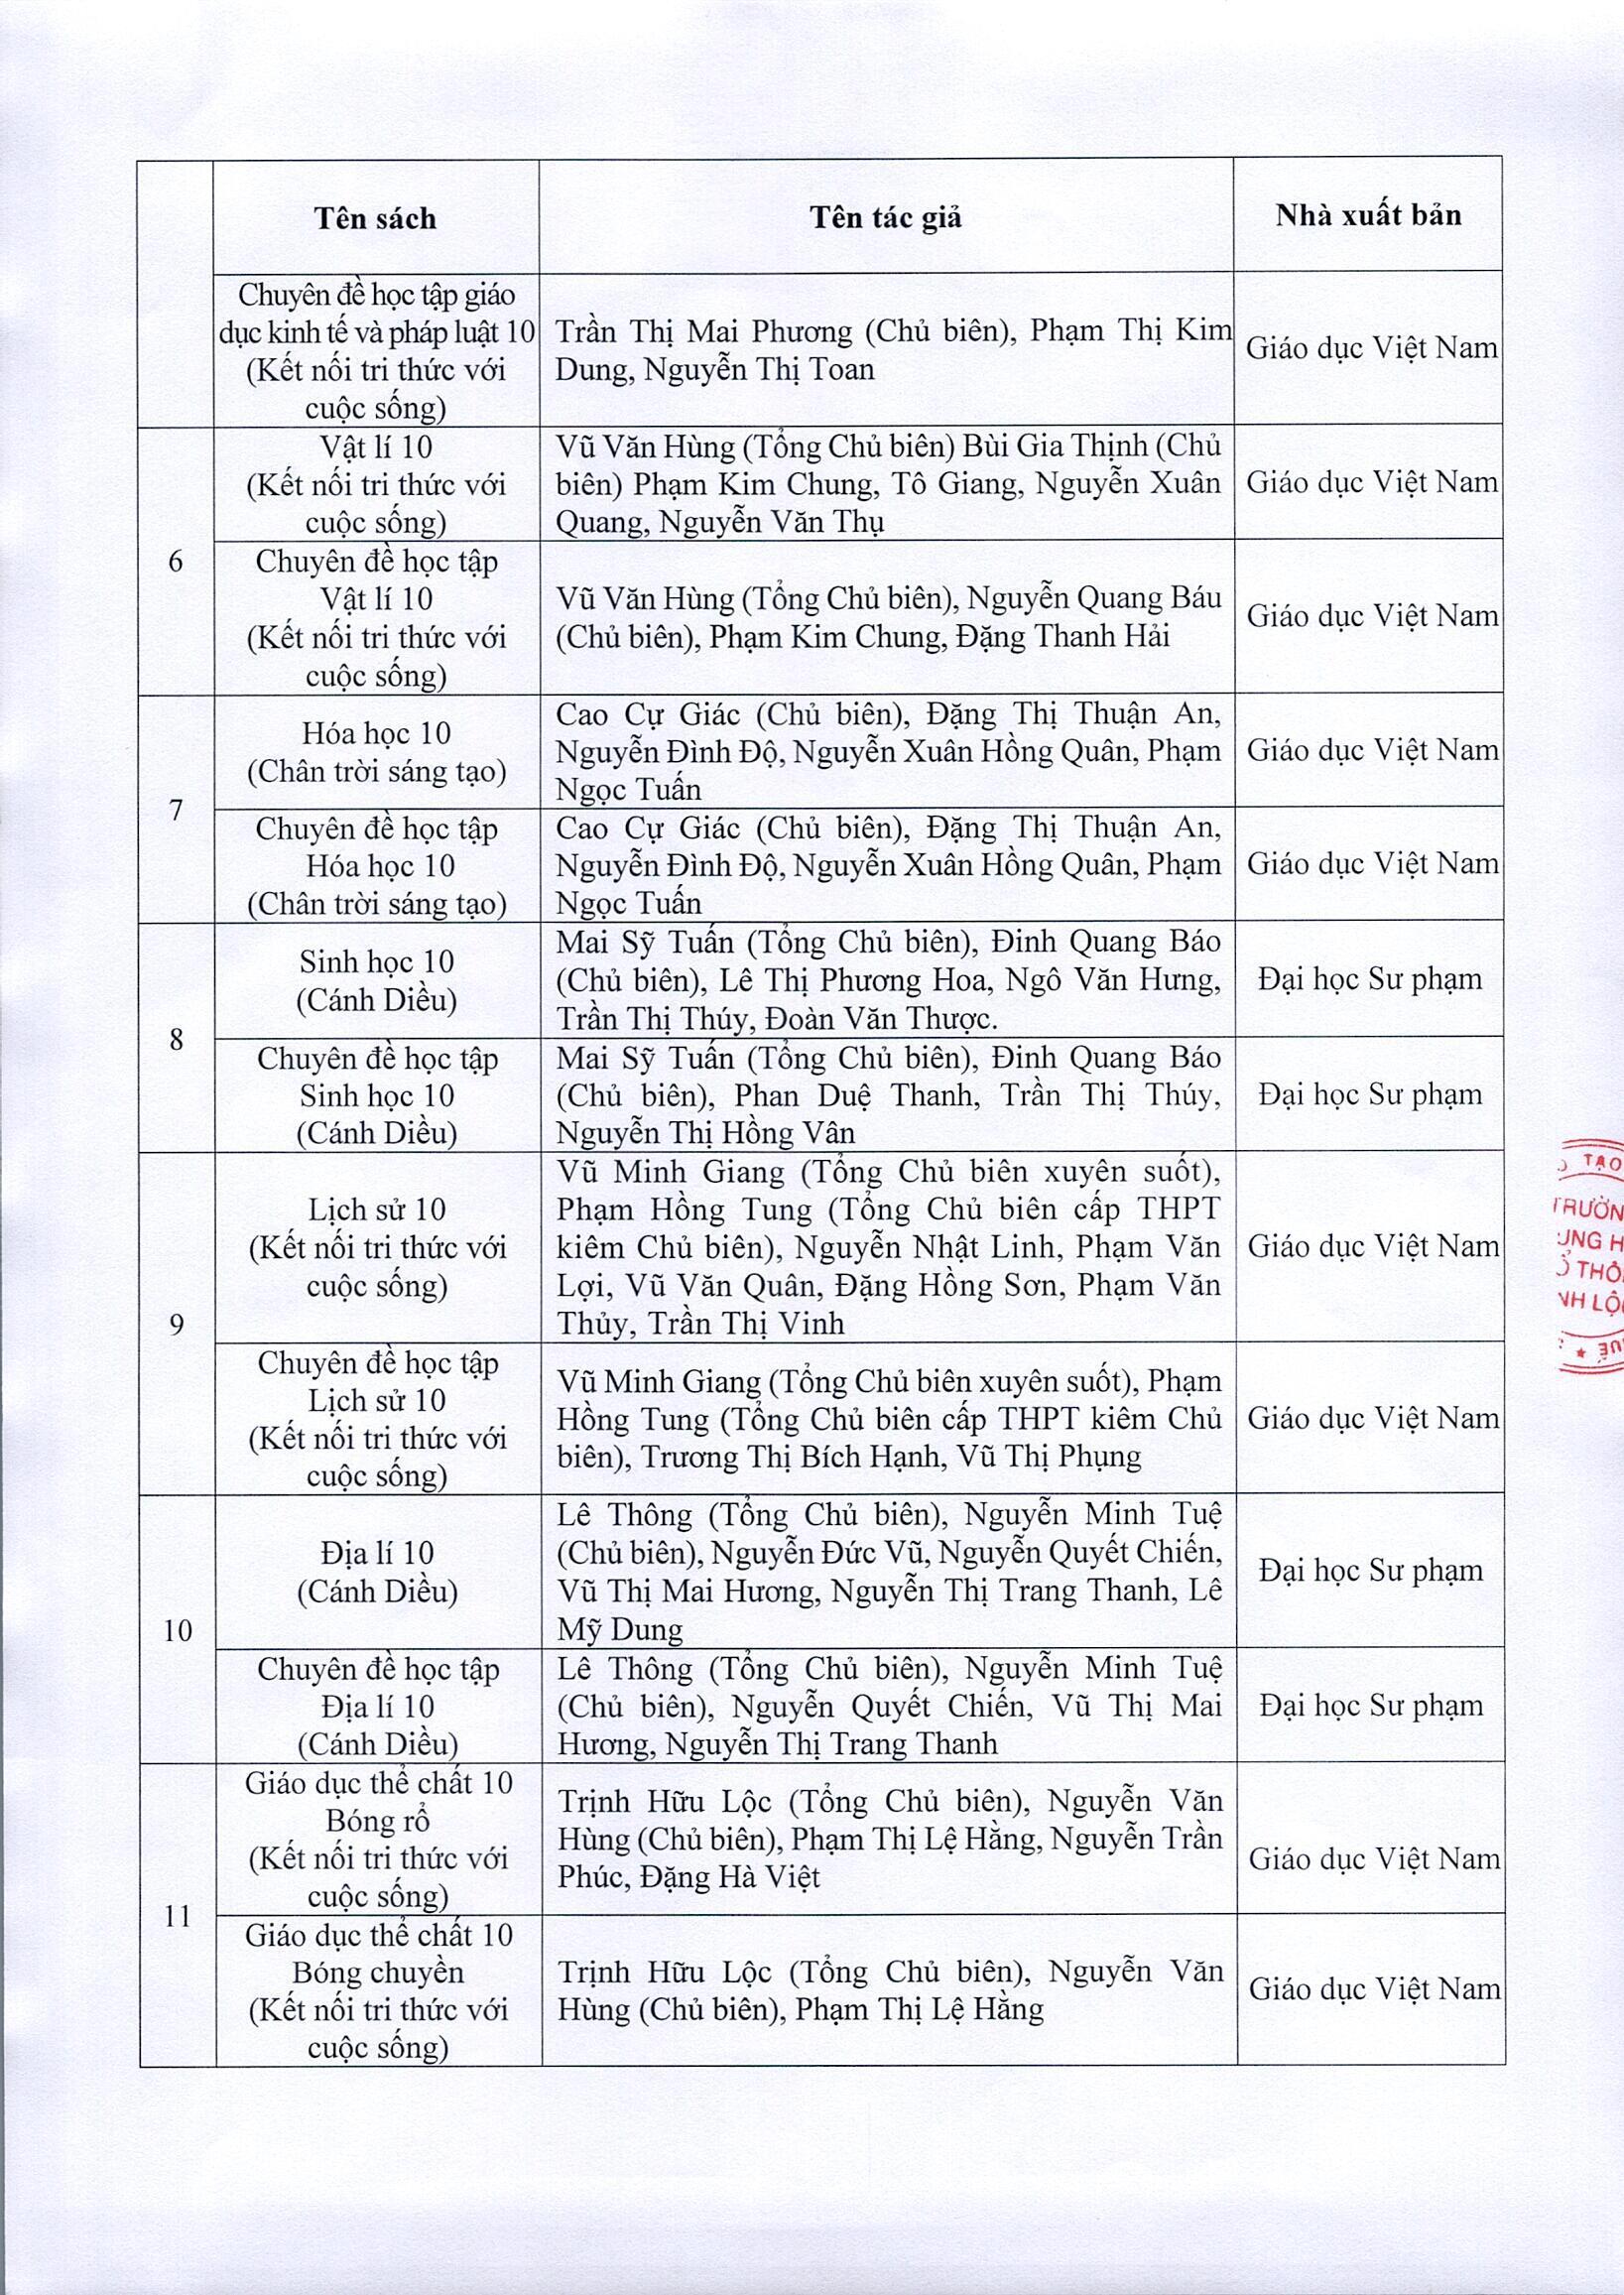 Tên sách
Tên tác giả
Nhà xuất bản
Chuyên đề học tập giáo
dục kinh tế và pháp luật 10
(Kết nối tri thức với
cuộc sống)
Trần Thị Mai Phương (Chủ biên), Phạm Thị Kim
Dung, Nguyễn Thị Toan
Giáo dục Việt Nam
6
Vật lí 10
(Kết nối tri thức với
cuộc sống)
Vũ Văn Hùng (Tổng Chủ biên) Bùi Gia Thịnh (Chủ
biên) Phạm Kim Chung, Tô Giang, Nguyễn Xuân
Quang, Nguyễn Văn Thụ
Giáo dục Việt Nam
Chuyên đề học tập
Vật lí 10
(Kết nối tri thức với
cuộc sống)
Vũ Văn Hùng (Tổng Chủ biên), Nguyễn Quang Báu
(Chủ biên), Phạm Kim Chung, Đặng Thanh Hải
Giáo dục Việt Nam
7
Hóa học 10
(Chân trời sáng tạo)
Cao Cự Giác (Chủ biên), Đặng Thị Thuận An,
Nguyễn Đình Độ, Nguyễn Xuân Hồng Quân, Phạm
Ngọc Tuấn
Giáo dục Việt Nam
Chuyên đề học tập
Hóa học 10
(Chân trời sáng tạo)
Cao Cự Giác (Chủ biên), Đặng Thị Thuận An,
Nguyễn Đình Độ, Nguyễn Xuân Hồng Quân, Phạm
Ngọc Tuấn
Giáo dục Việt Nam
8
Sinh học 10
(Cánh Diều)
Mai Sỹ Tuấn (Tổng Chủ biên), Đinh Quang Báo
(Chủ biên), Lê Thị Phương Hoa, Ngô Văn Hưng,
Trần Thị Thúy, Đoàn Văn Thược.
Đại học Sư phạm
Chuyên đề học tập
Sinh học 10
(Cánh Diều)
Mai Sỹ Tuấn (Tổng Chủ biên), Đinh Quang Báo
(Chủ biên), Phan Duệ Thanh, Trần Thị Thúy,
Nguyễn Thị Hồng Vân
Đại học Sư phạm
9
Lịch sử 10
(Kết nối tri thức với
cuộc sống)
Vũ Minh Giang (Tổng Chủ biên xuyên suốt),
Phạm Hồng Tung (Tổng Chủ biên cấp THPT
kiêm Chủ biên), Nguyễn Nhật Linh, Phạm Văn
Lợi, Vũ Văn Quân, Đặng Hồng Sơn, Phạm Văn
Thủy, Trần Thị Vinh
Giáo dục Việt Nam
Chuyên đề học tập
Lịch sử 10
(Kết nối tri thức với
cuộc sống)
Vũ Minh Giang (Tổng Chủ biên xuyên suốt), Phạm
Hồng Tung (Tổng Chủ biên cấp THPT kiêm Chủ
biên), Trương Thị Bích Hạnh, Vũ Thị Phụng
Giáo dục Việt Nam
10
Địa lí 10
(Cánh Diều)
Lê Thông (Tổng Chủ biên), Nguyễn Minh Tuệ
(Chủ biên), Nguyễn Đức Vũ, Nguyễn Quyết Chiến,
Vũ Thị Mai Hương, Nguyễn Thị Trang Thanh, Lê
Mỹ Dung
Đại học Sư phạm
Chuyên đề học tập
Địa lí 10
(Cánh Diều)
Lê Thông (Tổng Chủ biên), Nguyễn Minh Tuệ
(Chủ biên), Nguyễn Quyết Chiến, Vũ Thị Mai
Hương, Nguyễn Thị Trang Thanh
Đại học Sư phạm
11
Giáo dục thể chất 10
Bóng rổ
(Kết nối tri thức với
cuộc sống)
Trịnh Hữu Lộc (Tổng Chủ biên), Nguyễn Văn
Hùng (Chủ biên), Phạm Thị Lệ Hằng, Nguyễn Trần
Phúc, Đặng Hà Việt
Giáo dục Việt Nam
Giáo dục thể chất 10
Bóng chuyền
(Kết nối tri thức với
cuộc sống)
Trịnh Hữu Lộc (Tổng Chủ biên), Nguyễn Văn
Hùng (Chủ biên), Phạm Thị Lệ Hằng
Giáo dục Việt Nam
TẠO